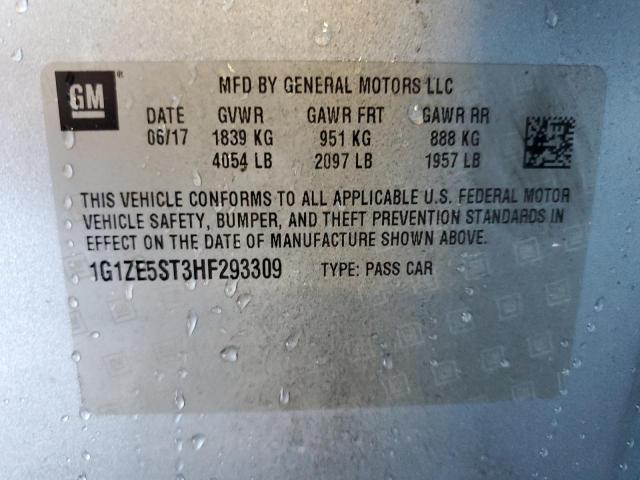 GM
MFD BY GENERAL MOTORS LLC
DATE GVWR GAWR FRT GAWR RR
06/17 1839 KG 951 KG 888 KG
4054 LB 2097 LB 1957 LB
THIS VEHICLE CONFORMS TO ALL APPLICABLE U.S. FEDERAL MOTOR
VEHICLE SAFETY, BUMPER, AND THEFT PREVENTION STANDARDS IN
EFFECT ON THE DATE OF MANUFACTURE SHOWN ABOVE.
1G1ZE5ST3HF293309 TYPE: PASS CAR